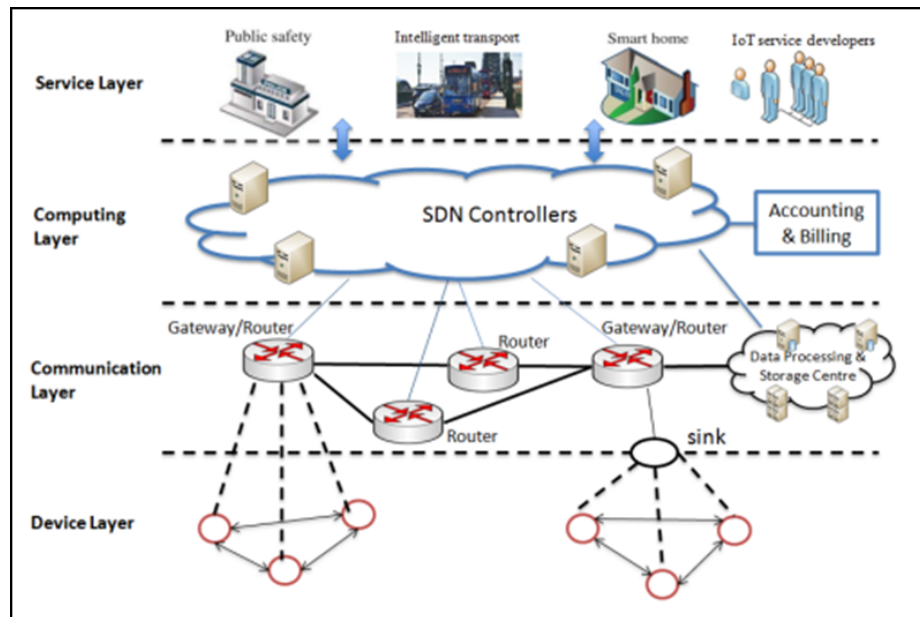 Public safety
Intelligent transport
Smart home
IoT service developers
Service Layer
POLICE
Computing
Layer
SDN Controllers
Accounting
& Billing
Gateway/Router
Router
Gateway/Router
Communication
Layer
Data Processing &
Storage Centre
Router
sink
Device Layer